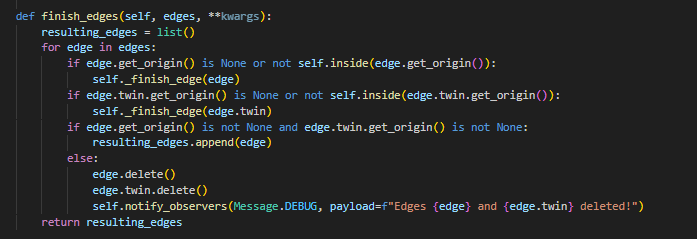 def finish_edges(self, edges, **kwargs):
    resulting_edges = list()
    for edge in edges:
        if edge.get_origin() is None or not self.inside(edge.get_origin()):
            self._finish_edge(edge)
        if edge.twin.get_origin() is None or not self.inside(edge.twin.get_origin()):
            self._finish_edge(edge.twin)
        if edge.get_origin() is not None and edge.twin.get_origin() is not None:
            resulting_edges.append(edge)
        else:
            edge.delete()
            edge.twin.delete()
            self.notify_observers(Message.DEBUG, payload=f"Edges {edge} and {edge.twin} deleted!")
    return resulting_edges